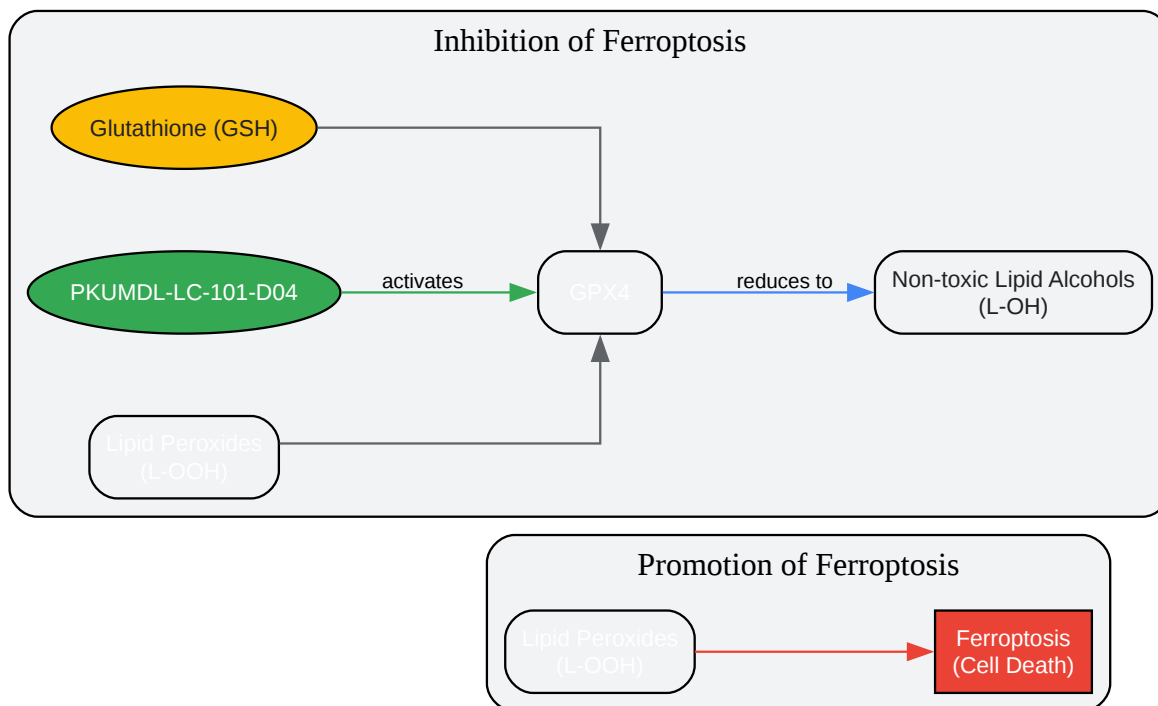 Inhibition of Ferroptosis
Glutathione (GSH)
PKUMDL-LC-101-D04
activates
GPX4
reduces to
Non-toxic Lipid Alcohols
(L-OH)
Lipid Peroxides
(L-OOH)
Promotion of Ferroptosis
Lipid Peroxides
(L-OOH)
Ferroptosis
(Cell Death)